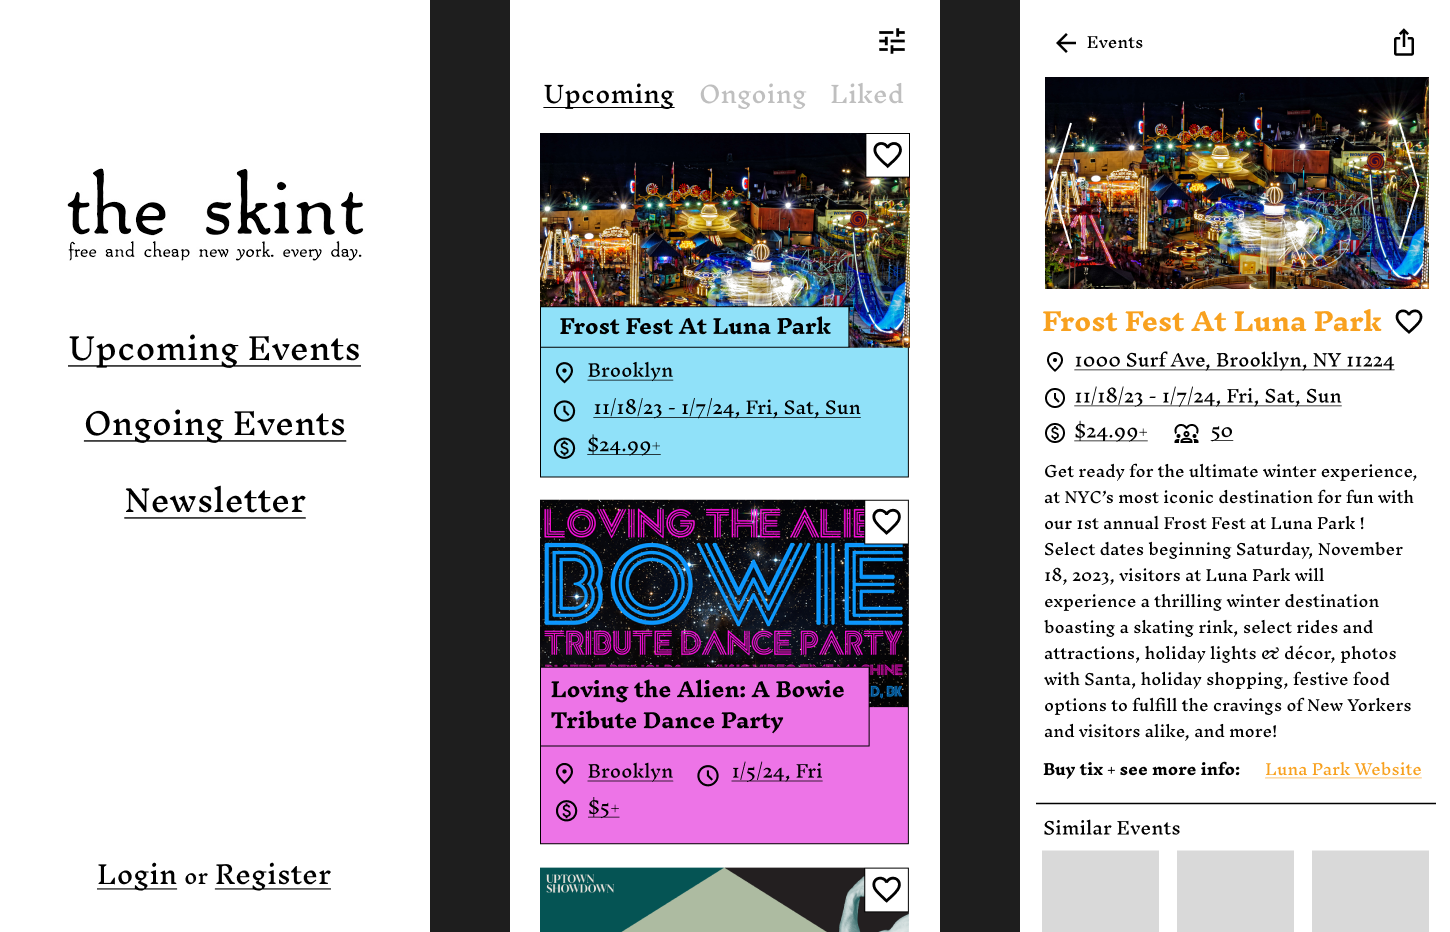 the skint
free and cheap new york. every day.
Upcoming Events
Ongoing Events
Newsletter
Login or Register
Upcoming Ongoing Liked
Frost Fest At Luna Park
Brooklyn
11/18/23 - 1/7/24, Fri, Sat, Sun
$24.99+
LOVING THE ALIE
BOWIE
TRIBUTE DANCE PARTY
D, BK
Loving the Alien: A Bowie
Tribute Dance Party
Brooklyn 1/5/24, Fri
$5+
UPTOWN
SHOWDOWN
Events
Frost Fest At Luna Park
1000 Surf Ave, Brooklyn, NY 11224
11/18/23 - 1/7/24, Fri, Sat, Sun
$24.99+ 50
Get ready for the ultimate winter experience,
at NYC’s most iconic destination for fun with
our 1st annual Frost Fest at Luna Park !
Select dates beginning Saturday, November
18, 2023, visitors at Luna Park will
experience a thrilling winter destination
boasting a skating rink, select rides and
attractions, holiday lights & décor, photos
with Santa, holiday shopping, festive food
options to fulfill the cravings of New Yorkers
and visitors alike, and more!
Buy tix + see more info: Luna Park Website
Similar Events